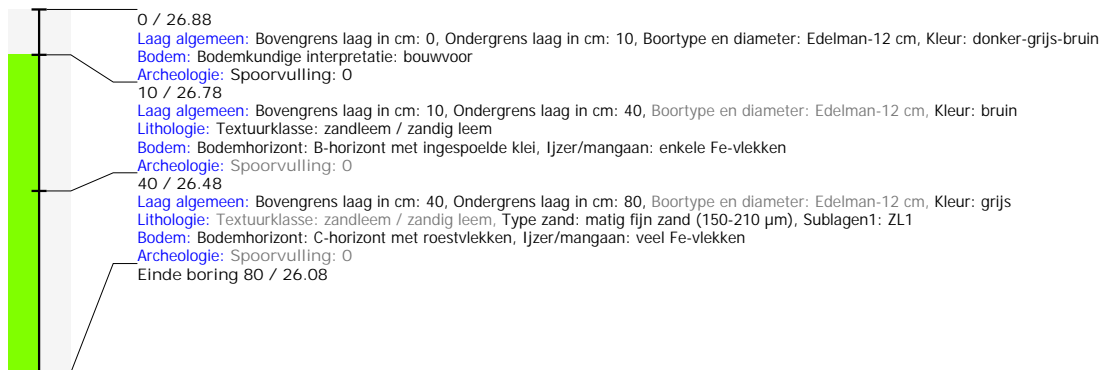 0 / 26.88
Laag algemeen: Bovengrens laag in cm: 0, Ondergrens laag in cm: 10, Boortype en diameter: Edelman-12 cm, Kleur: donker-grijs-bruin
Bodem: Bodemkundige interpretatie: bouwvoor
Archeologie: Spoorvulling: 0
10 / 26.78
Laag algemeen: Bovengrens laag in cm: 10, Ondergrens laag in cm: 40, Boortype en diameter: Edelman-12 cm, Kleur: bruin
Lithologie: Textuurklasse: zandleem / zandig leem
Bodem: Bodemhorizont: B-horizont met ingespoelde klei, Ijzer/mangaan: enkele Fe-vlekken
Archeologie: Spoorvulling: 0
40 / 26.48
Laag algemeen: Bovengrens laag in cm: 40, Ondergrens laag in cm: 80, Boortype en diameter: Edelman-12 cm, Kleur: grijs
Lithologie: Textuurklasse: zandleem / zandig leem, Type zand: matig fijn zand (150-210 µm), Sublagen1: ZL1
Bodem: Bodemhorizont: C-horizont met roestvlekken, Ijzer/mangaan: veel Fe-vlekken
Archeologie: Spoorvulling: 0
Einde boring 80 / 26.08